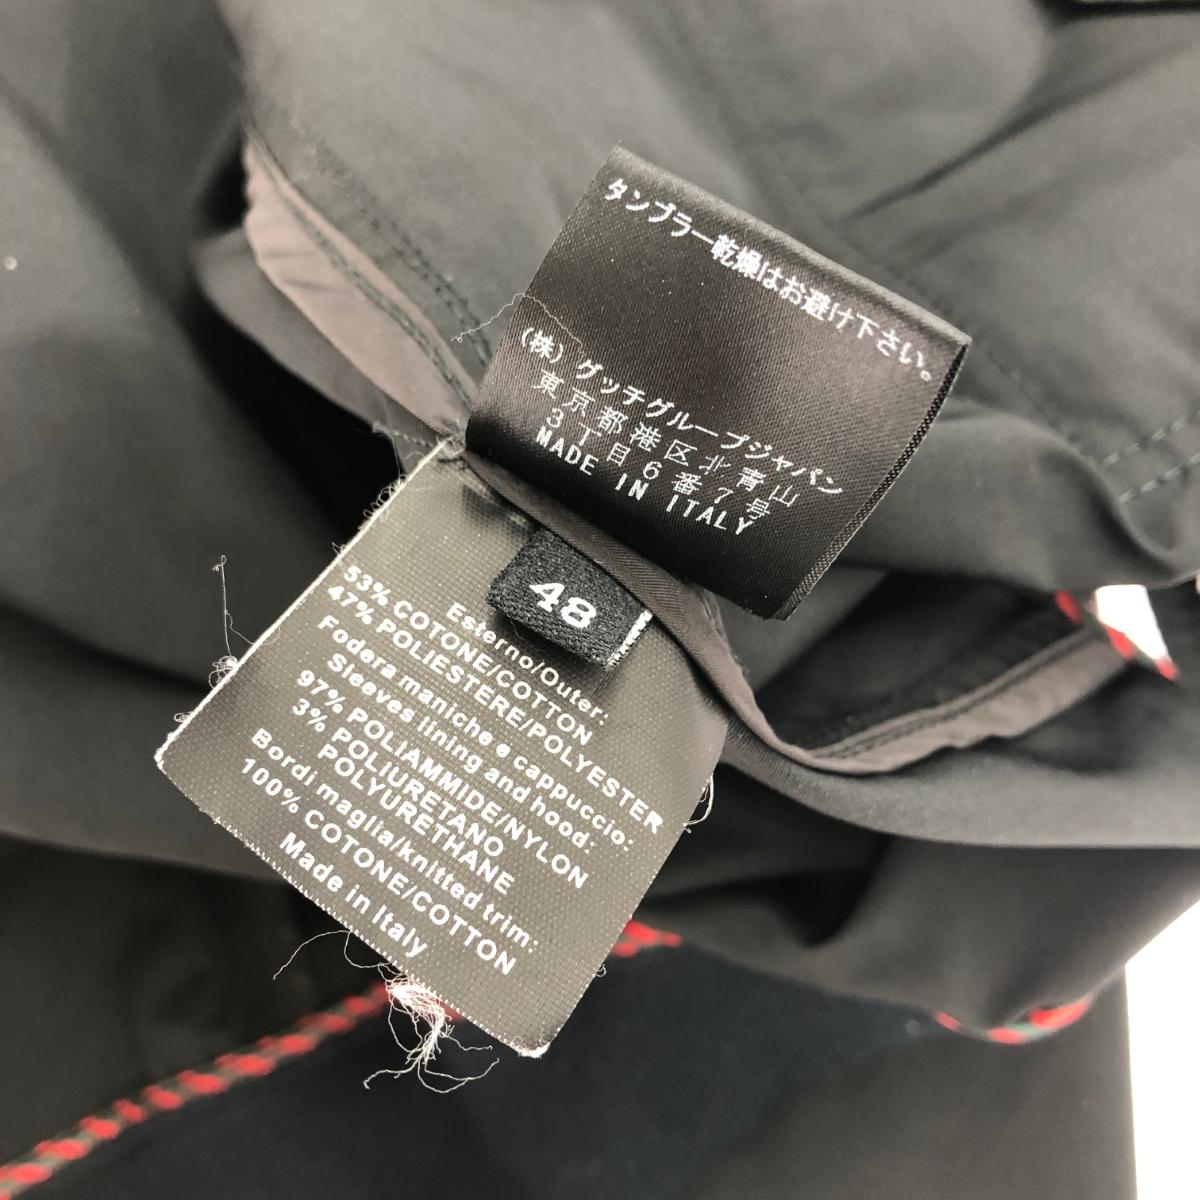 タンブラー乾燥はお避け下さい。
(株)グッチグループジャパン
東京都港区北青山
3丁目6番7号
MADE IN ITALY
48
Esterno/Outer:
53% COTONE/COTTON
47% POLIESTERE/POLYESTER
Fodera maniche e cappuccio:
Sleeves lining and hood:
97% POLIAMMIDE/NYLON
3% POLIURETANO
POLYURETHANE
Bordi maglia/knitted trim:
100% COTONE/COTTON
Made in Italy